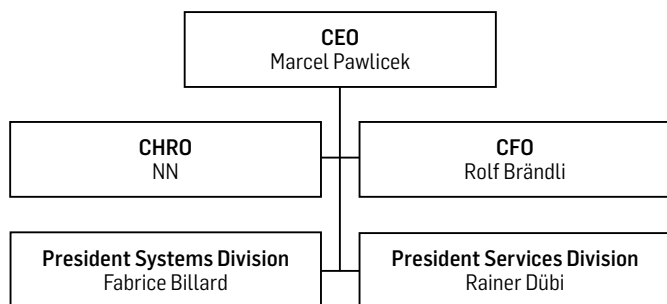 CEO
Marcel Pawlicek
CHRO
NN
CFO
Rolf Brändli
President Systems Division
Fabrice Billard
President Services Division
Rainer Dübi